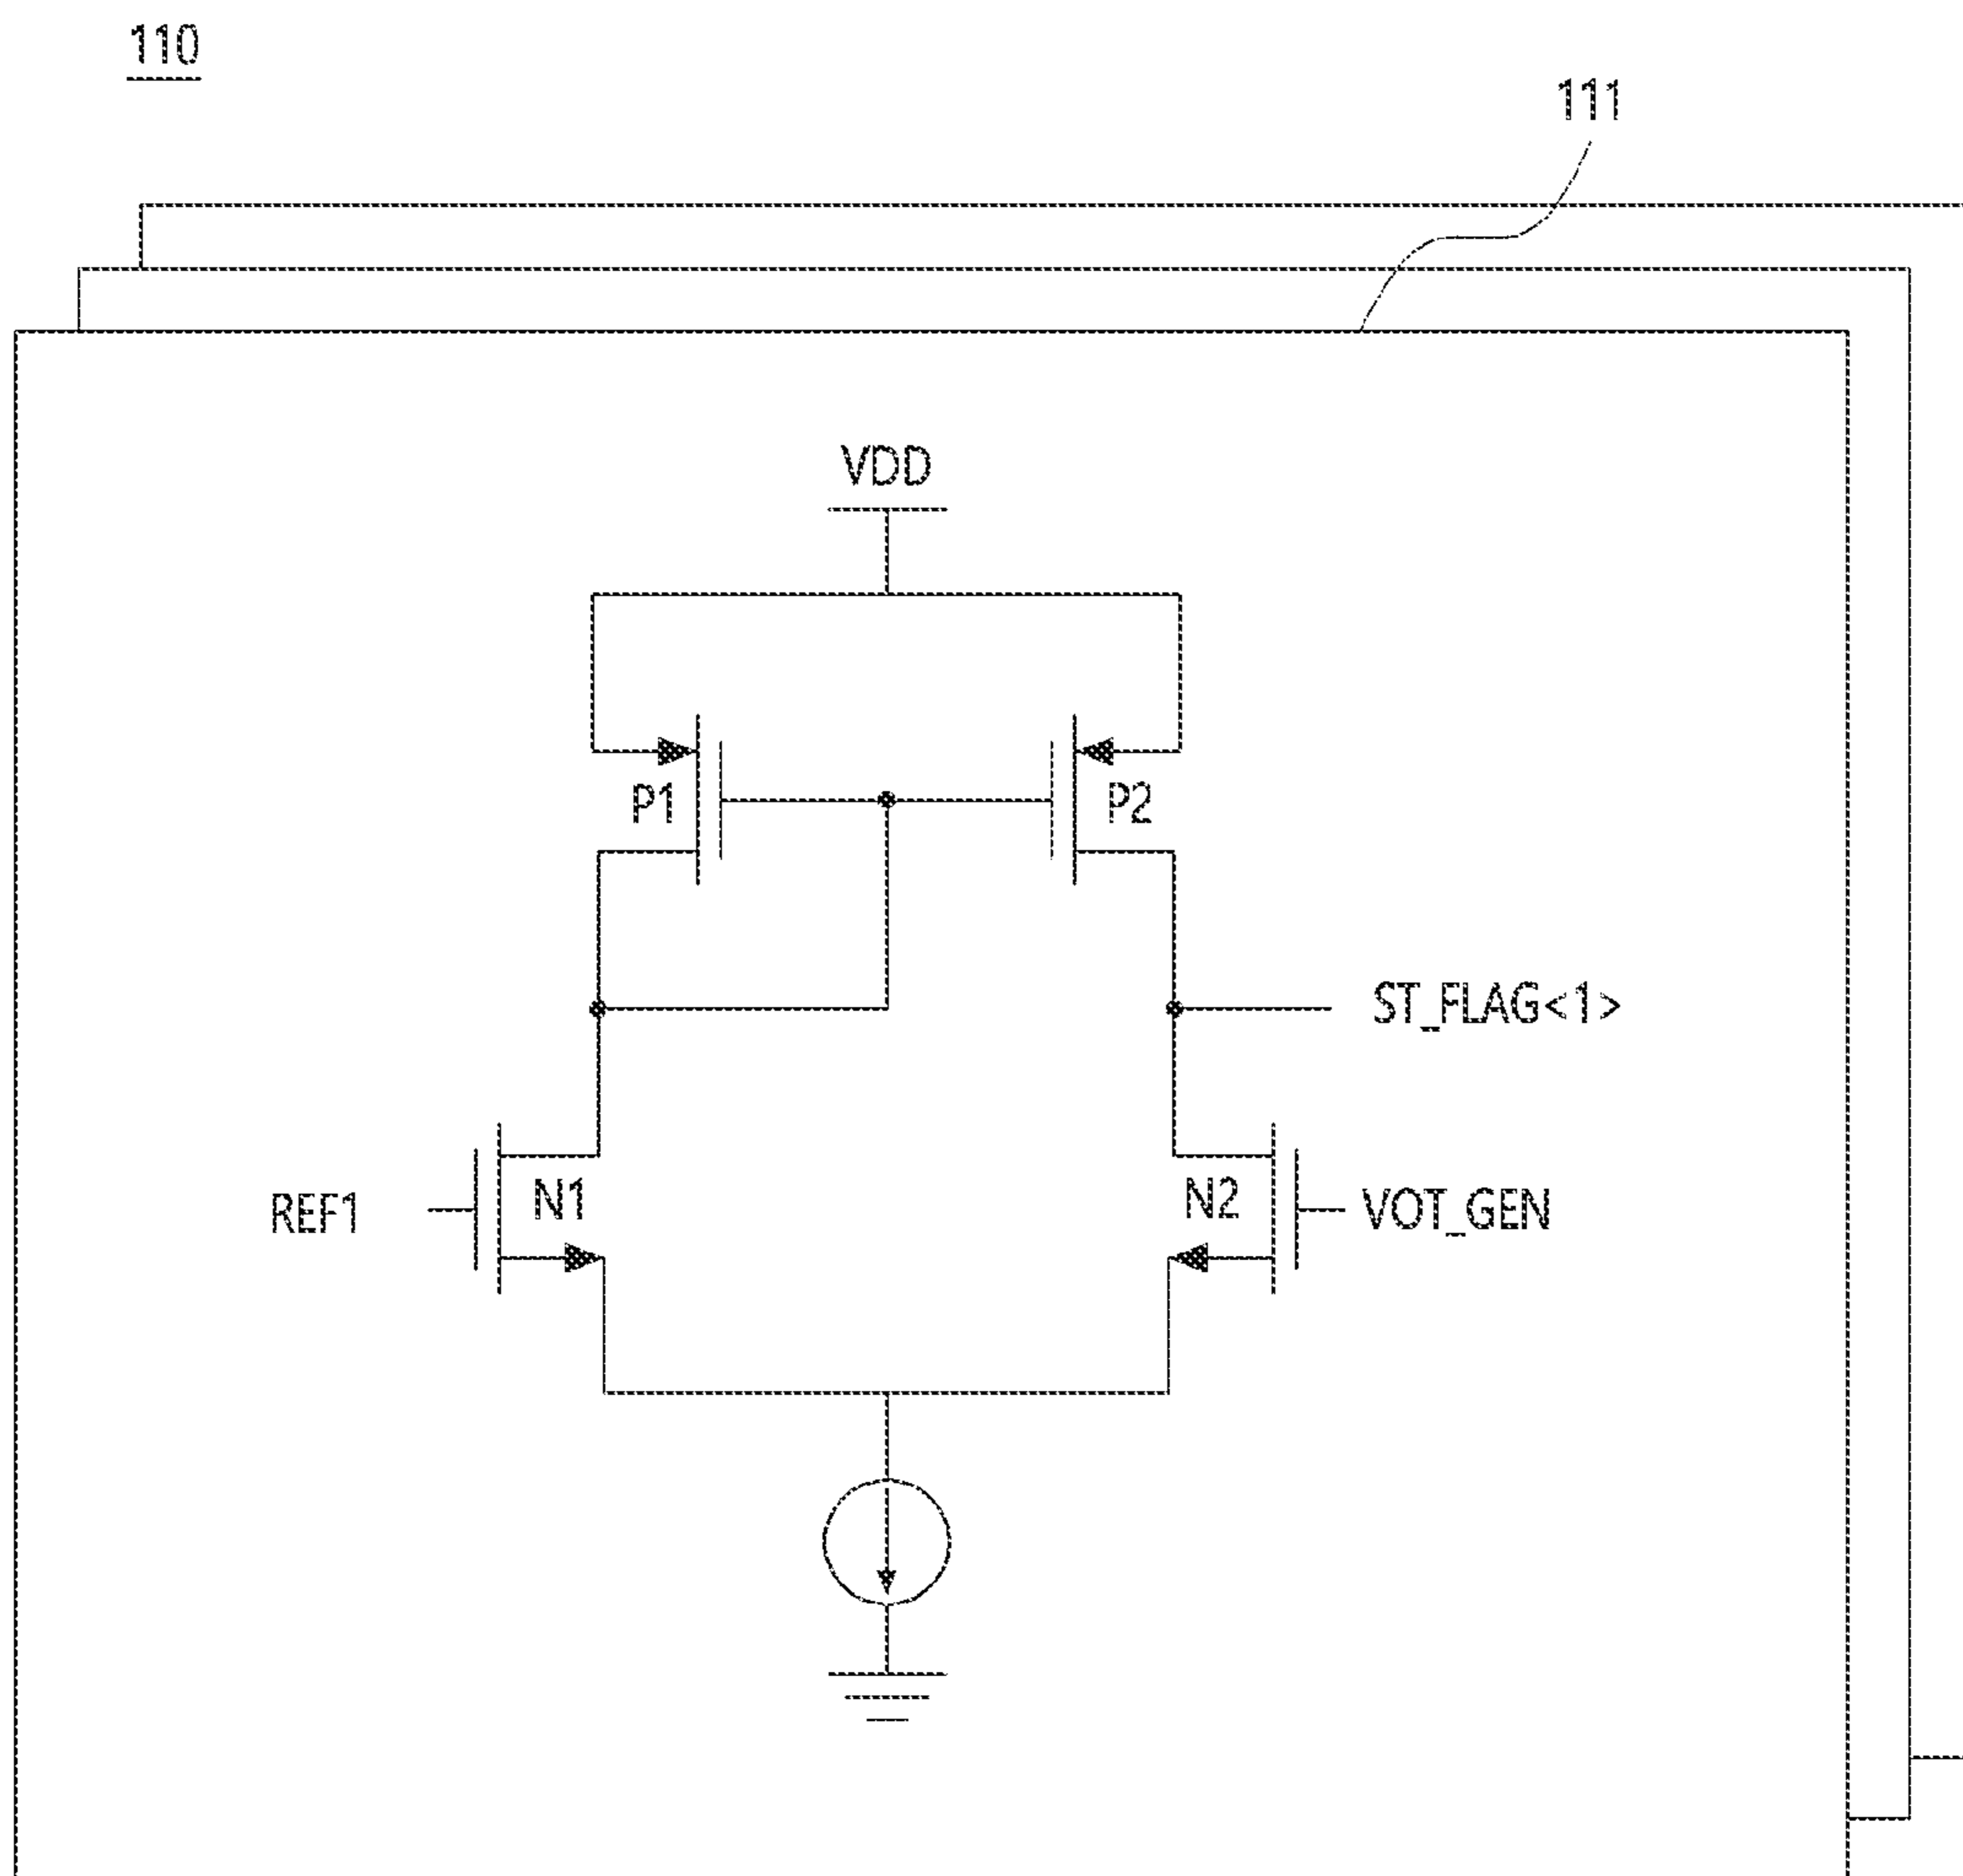 110
111
VDD
P1
P2
ST_FLAG<1>
REF1
N1
N2
VOT_GEN